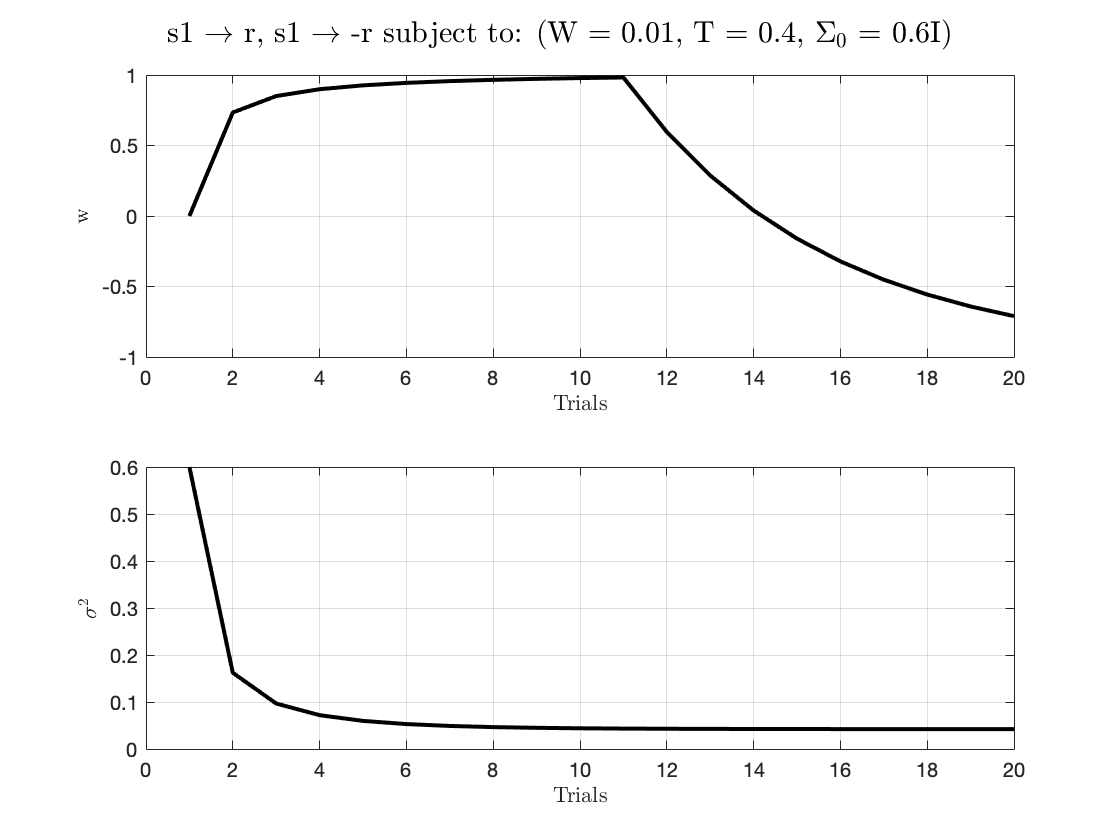 s1 → r, s1 → -r subject to: (W = 0.01, T = 0.4, Σ₀ = 0.6I)
1
0.5
0
-0.5
-1
w
0 2 4 6 8 10 12 14 16 18 20
Trials
0.6
0.5
0.4
0.3
0.2
0.1
0
σ²
0 2 4 6 8 10 12 14 16 18 20
Trials